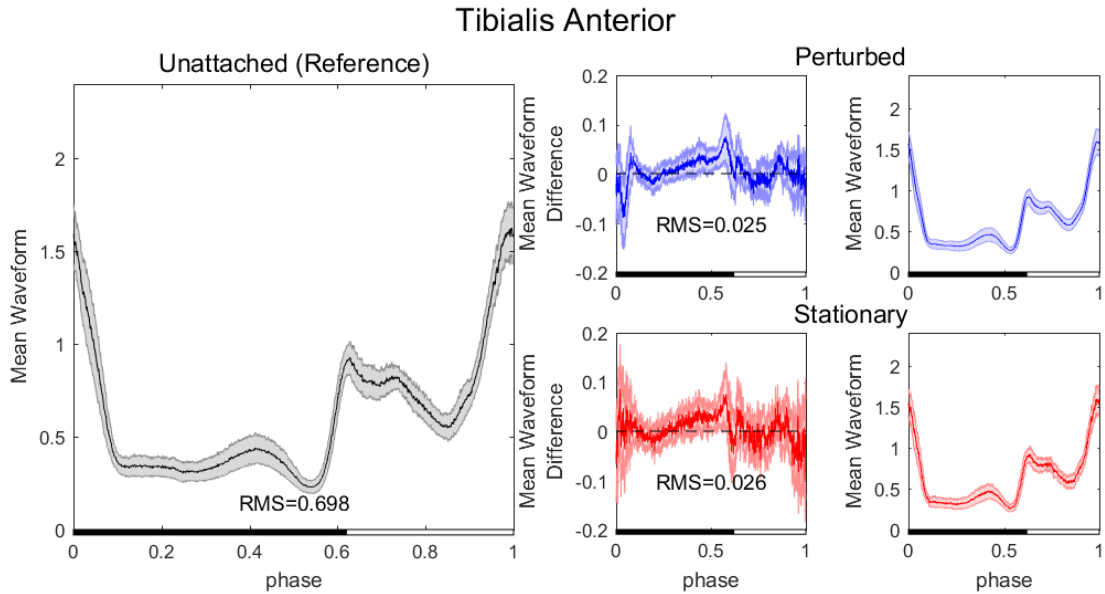 Tibialis Anterior
Unattached (Reference)
Mean Waveform
2
1.5
1
0.5
0
RMS=0.698
0 0.2 0.4 0.6 0.8 1
phase
Perturbed
Mean Waveform
Difference
0.2
0.1
0
-0.1
-0.2
RMS=0.025
0 0.5 1
Mean Waveform
2
1.5
1
0.5
0
0 0.5 1
Stationary
Mean Waveform
Difference
0.2
0.1
0
-0.1
-0.2
RMS=0.026
0 0.5 1
phase
Mean Waveform
2
1.5
1
0.5
0
0 0.5 1
phase